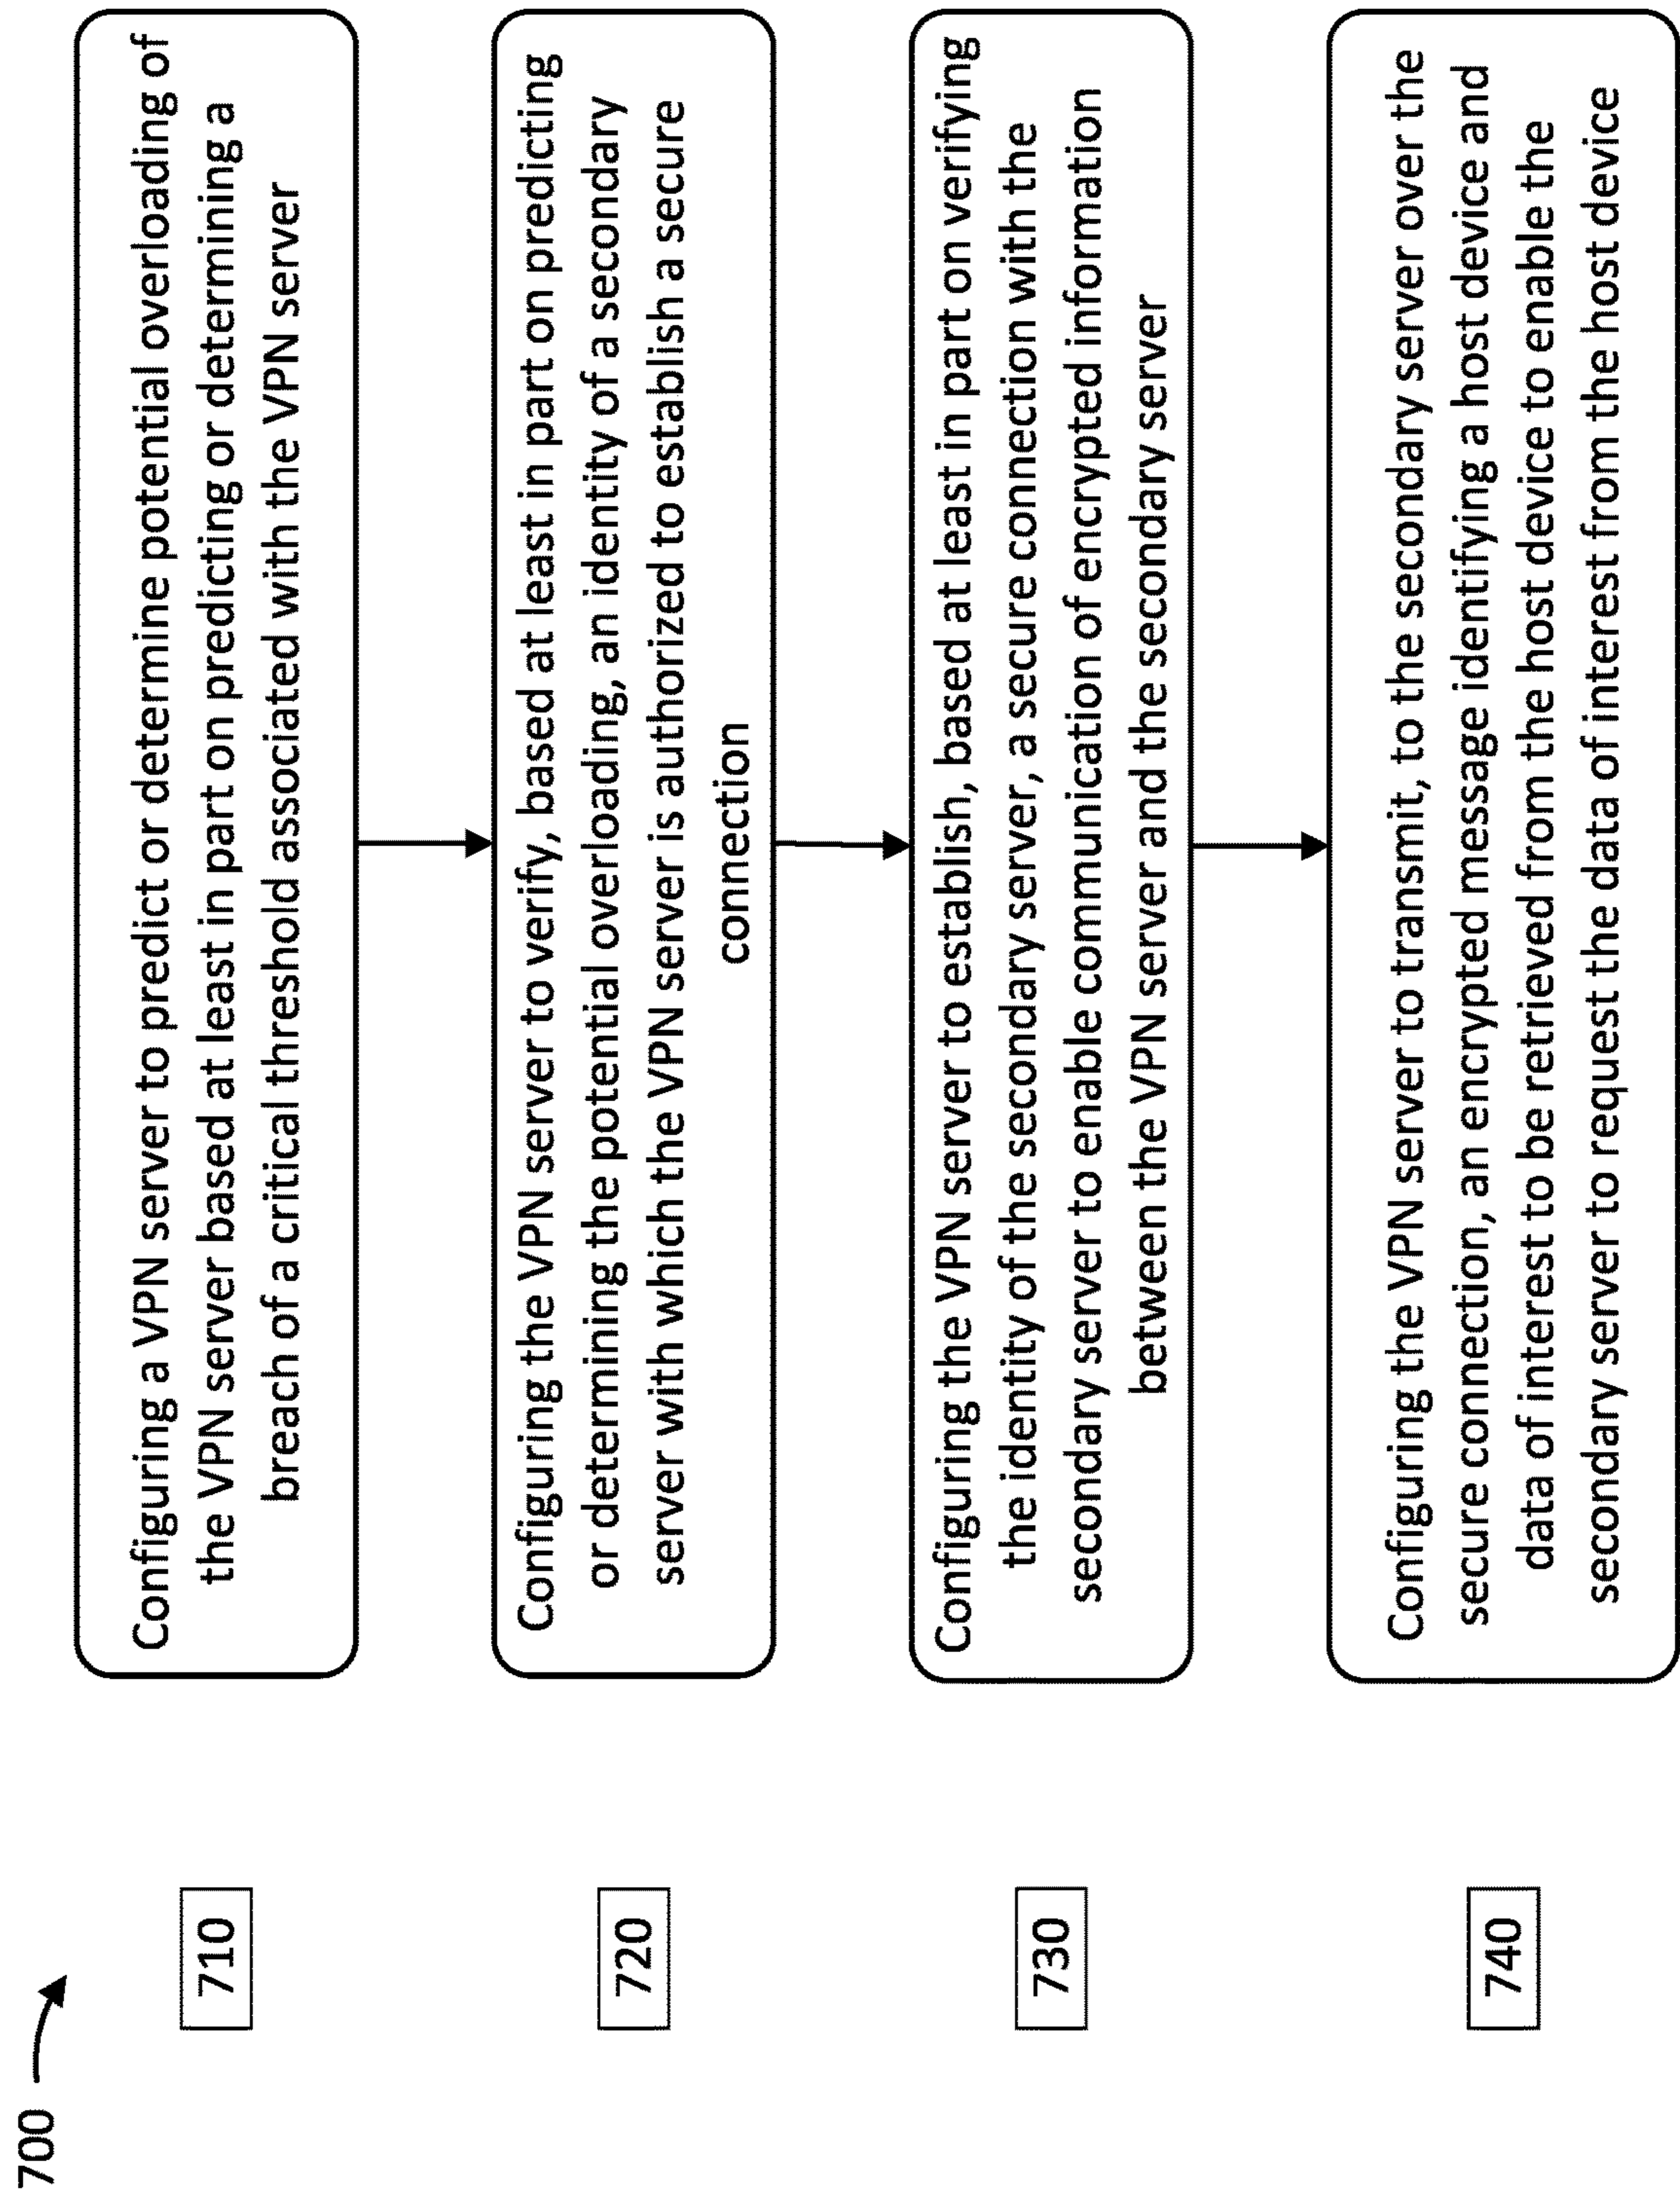 700
710
Configuring a VPN server to predict or determine potential overloading of
the VPN server based at least in part on predicting or determining a
breach of a critical threshold associated with the VPN server
720
Configuring the VPN server to verify, based at least in part on predicting
or determining the potential overloading, an identity of a secondary
server with which the VPN server is authorized to establish a secure
connection
730
Configuring the VPN server to establish, based at least in part on verifying
the identity of the secondary server, a secure connection with the
secondary server to enable communication of encrypted information
between the VPN server and the secondary server
740
Configuring the VPN server to transmit, to the secondary server over the
secure connection, an encrypted message identifying a host device and
data of interest to be retrieved from the host device to enable the
secondary server to request the data of interest from the host device